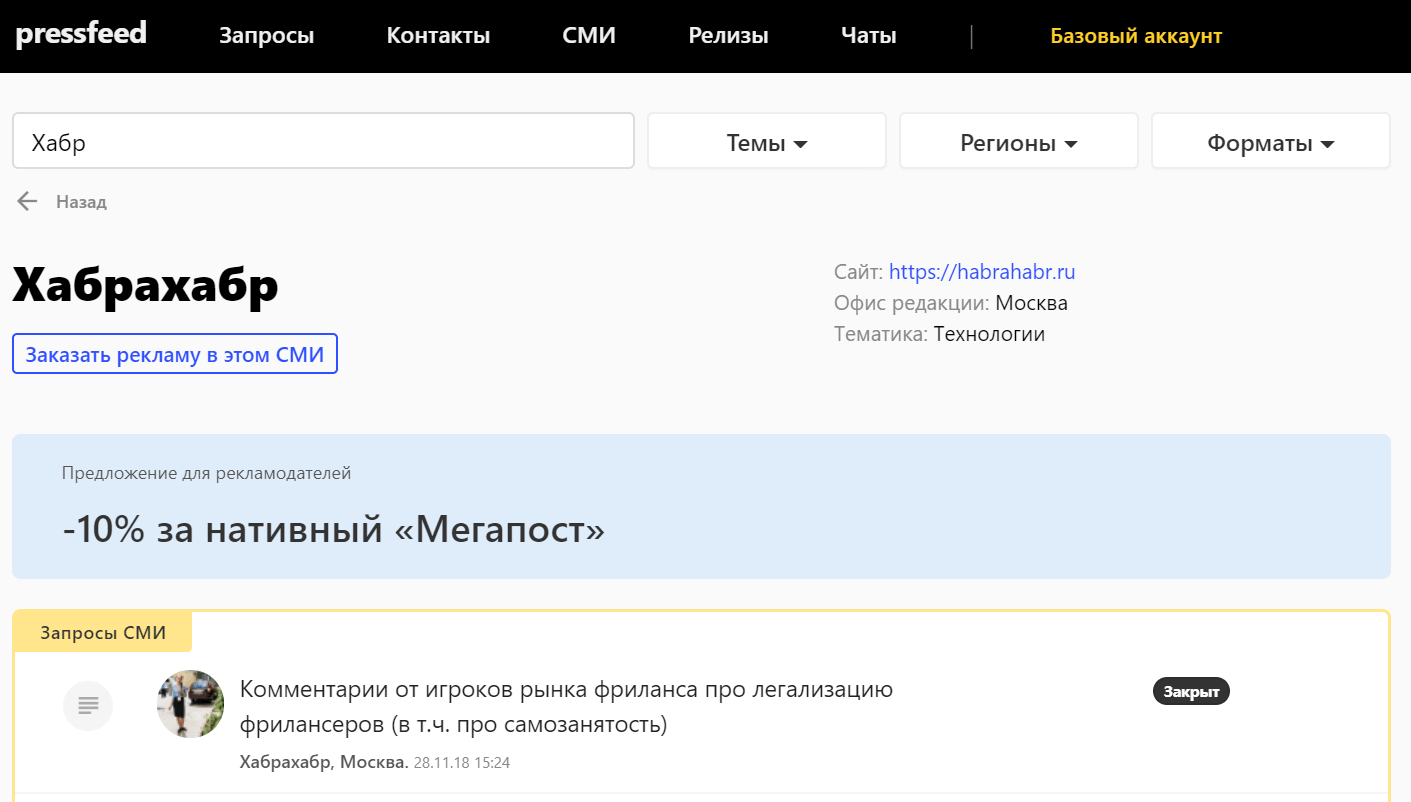 pressfeed Запросы Контакты СМИ Релизы Чаты | Базовый аккаунт
Хабр Темы Регионы Форматы
Назад
Хабрахабр
Заказать рекламу в этом СМИ
Сайт: https://habrahabr.ru
Офис редакции: Москва
Тематика: Технологии
Предложение для рекламодателей
-10% за нативный «Мегапост»
Запросы СМИ
Комментарии от игроков рынка фриланса про легализацию
фрилансеров (в т.ч. про самозанятость)
Закрыт
Хабрахабр, Москва. 28.11.18 15:24